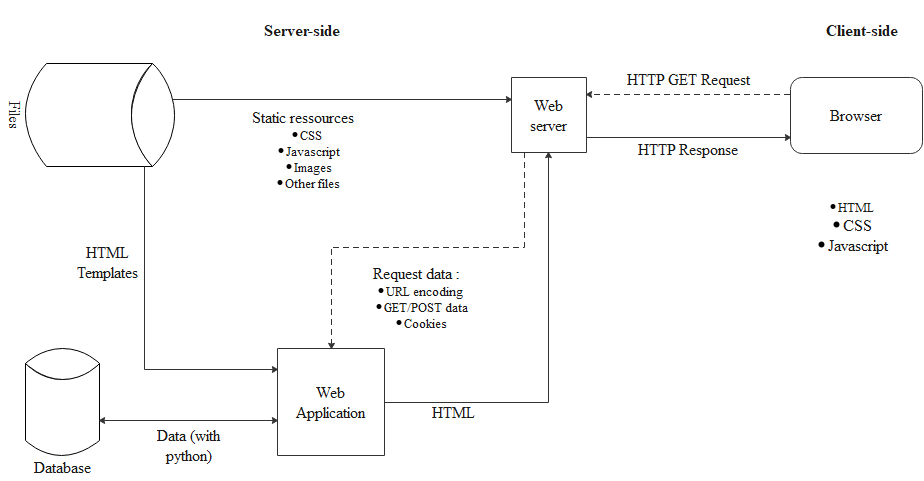 Server-side
Client-side
Files
Static ressources
• CSS
• Javascript
• Images
• Other files
Web
server
HTTP GET Request
HTTP Response
Browser
• HTML
• CSS
• Javascript
HTML
Templates
Request data :
• URL encoding
• GET/POST data
• Cookies
Database
Data (with
python)
Web
Application
HTML